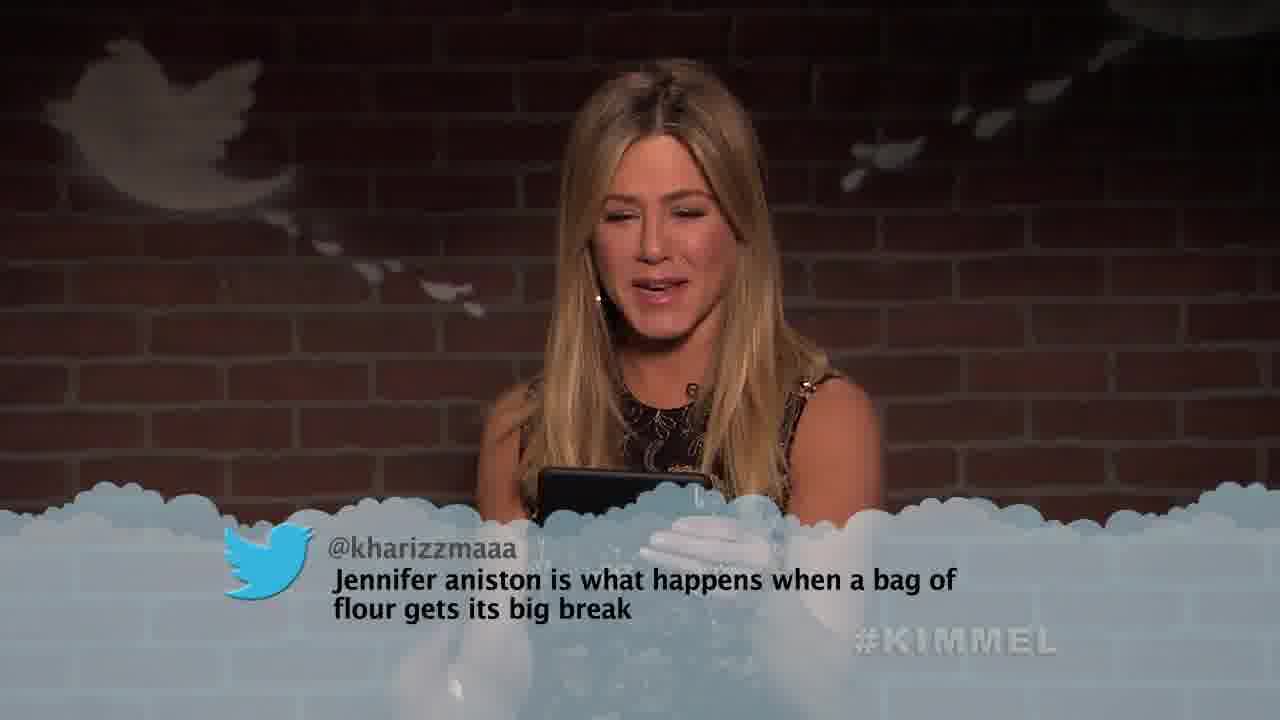 @kharizzmaaa
Jennifer aniston is what happens when a bag of
flour gets its big break
#KIMMEL